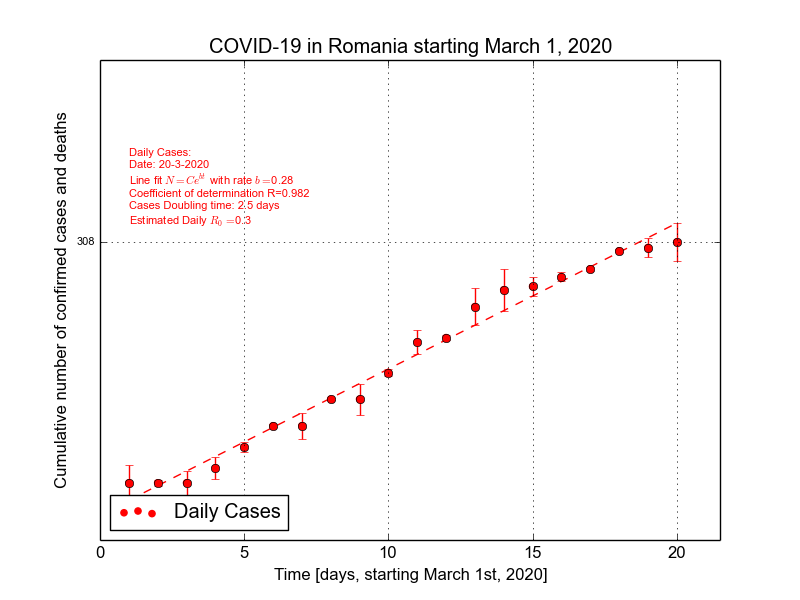 COVID-19 in Romania starting March 1, 2020
Cumulative number of confirmed cases and deaths
Daily Cases:
Date: 20-3-2020
Line fit N = Ce^{bt} with rate b =0.28
Coefficient of determination R=0.982
Cases Doubling time: 2.5 days
Estimated Daily R_0 =0.3
308
Daily Cases
0 5 10 15 20
Time [days, starting March 1st, 2020]